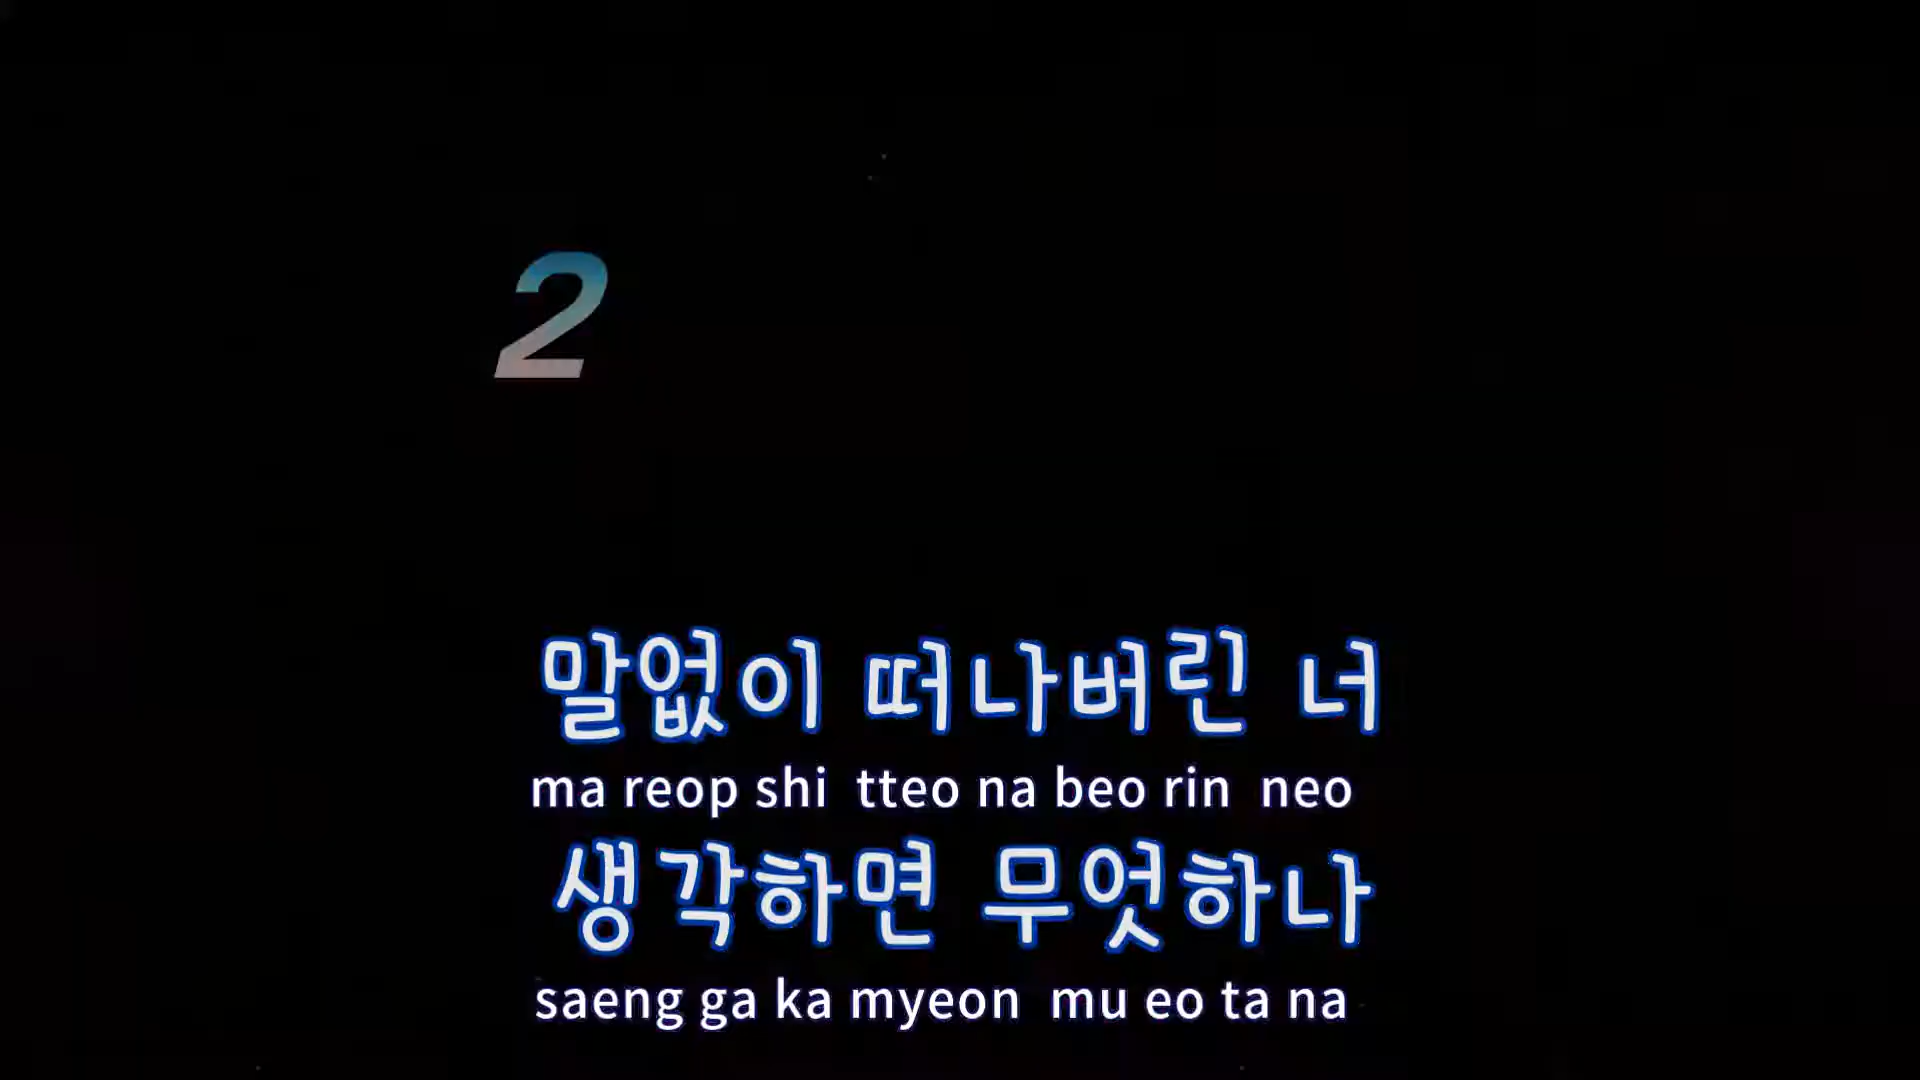 2
말없이 떠나버린 너
ma reop shi tteo na beo rin neo
생각하면 무엇하나
saeng ga ka myeon mu eo ta na